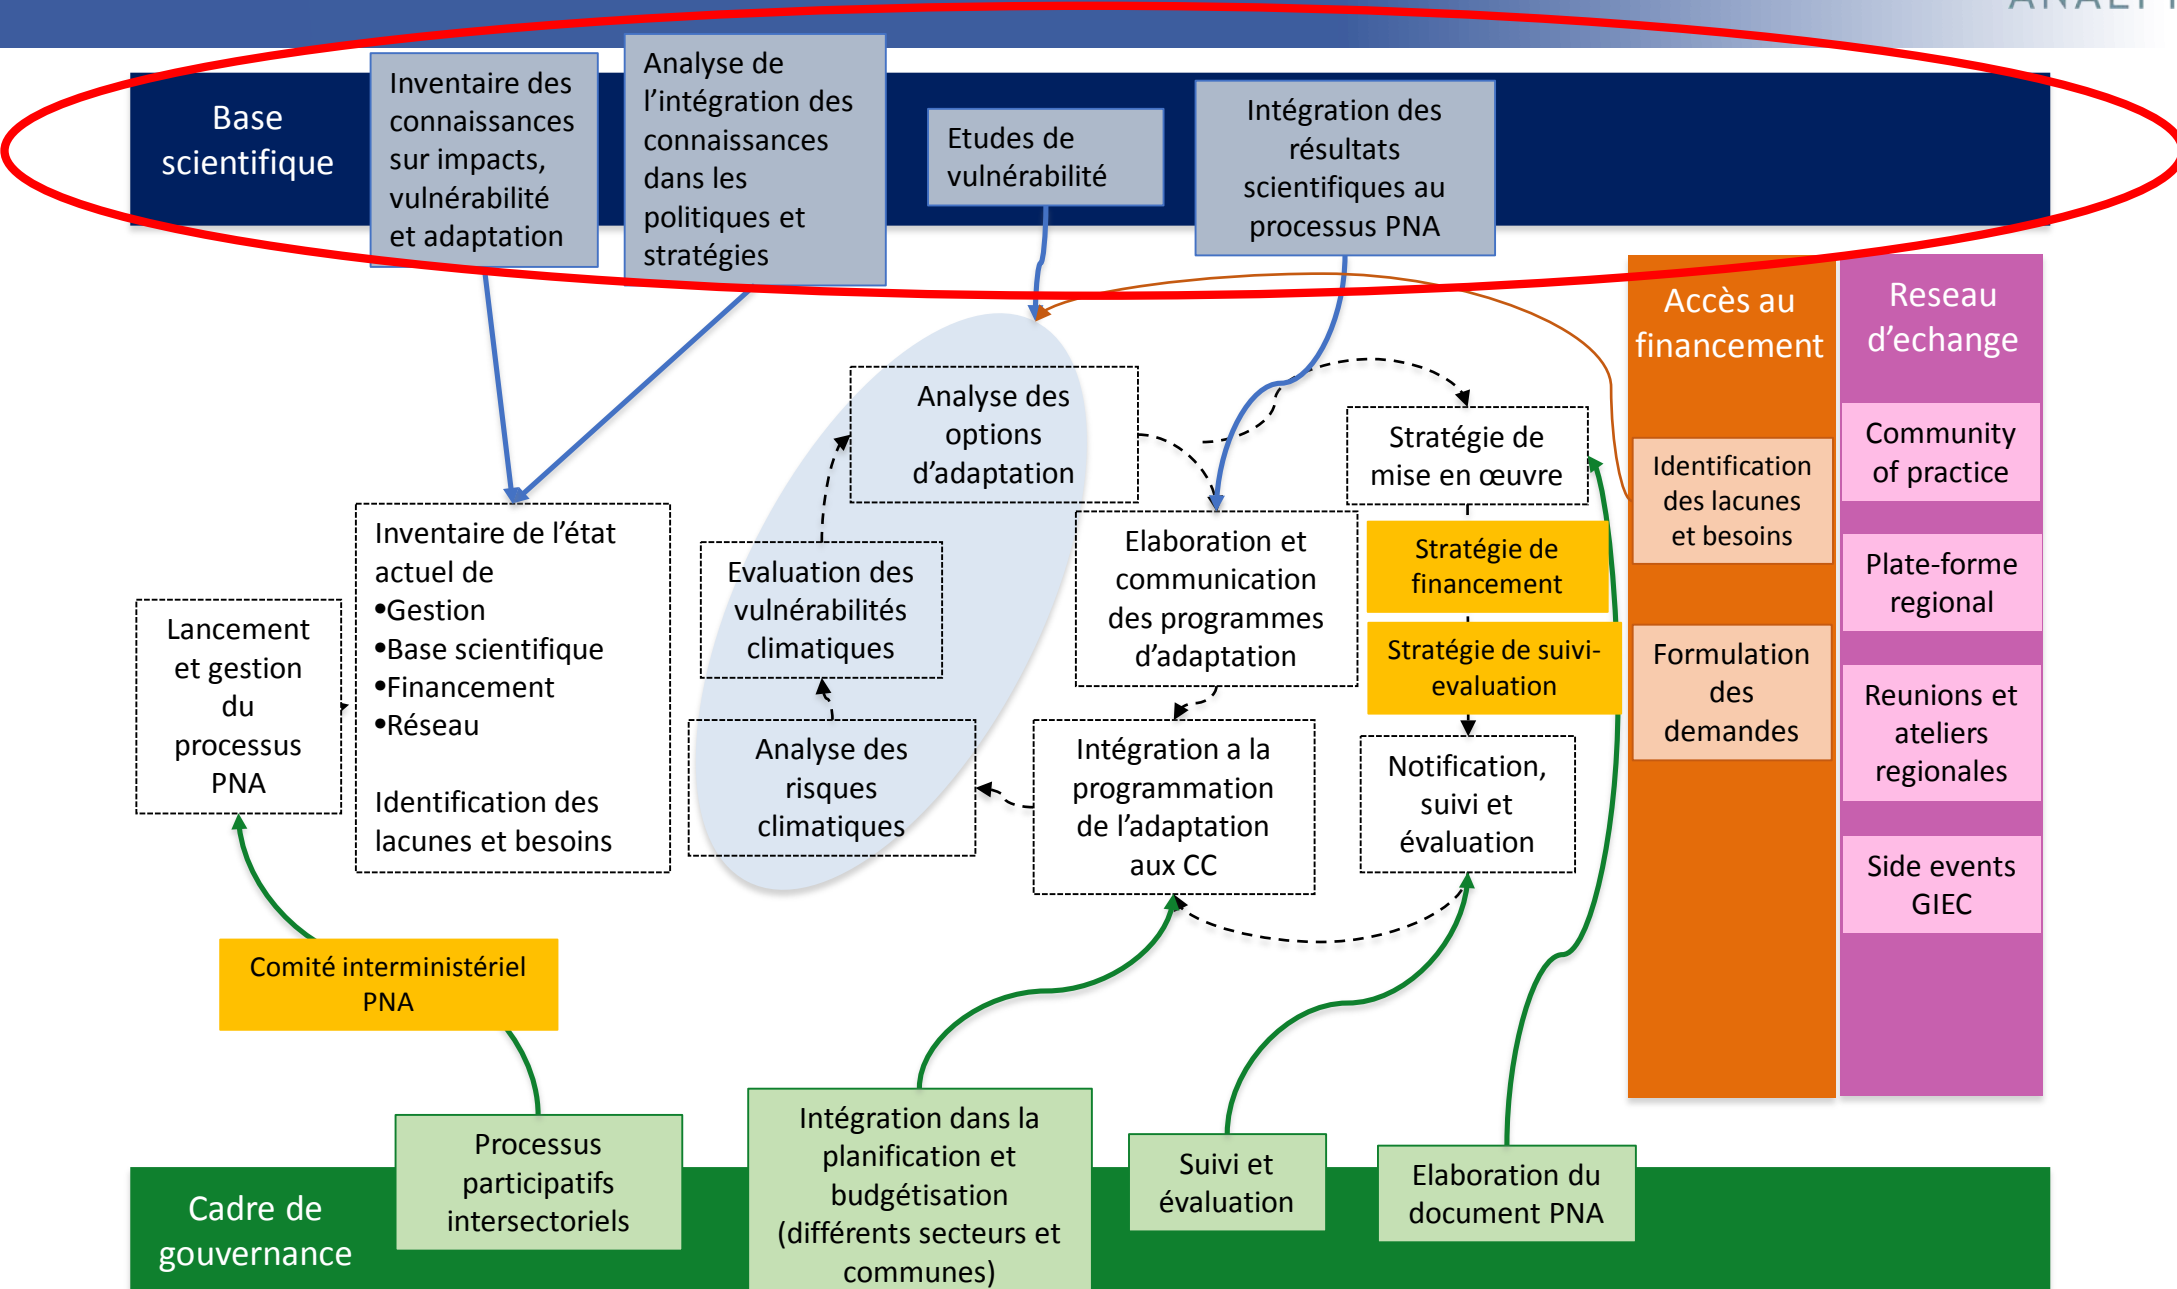 Base
scientifique
Inventaire des
connaissances
sur impacts,
vulnérabilité
et adaptation
Analyse de
l’intégration des
connaissances
dans les
politiques et
stratégies
Etudes de
vulnérabilité
Intégration des
résultats
scientifiques au
processus PNA
Accès au
financement
Identification
des lacunes
et besoins
Formulation
des
demandes
Reseau
d’echange
Community
of practice
Plate-forme
regional
Reunions et
ateliers
regionales
Side events
GIEC
Lancement
et gestion
du
processus
PNA
Inventaire de l’état
actuel de
•Gestion
•Base scientifique
•Financement
•Réseau
Identification des
lacunes et besoins
Analyse des
options
d’adaptation
Evaluation des
vulnérabilités
climatiques
Analyse des
risques
climatiques
Elaboration et
communication
des programmes
d’adaptation
Intégration a la
programmation
de l’adaptation
aux CC
Stratégie de
mise en œuvre
Stratégie de
financement
Stratégie de suivi-
evaluation
Notification,
suivi et
évaluation
Comité interministériel
PNA
Cadre de
gouvernance
Processus
participatifs
intersectoriels
Intégration dans la
planification et
budgétisation
(différents secteurs et
communes)
Suivi et
évaluation
Elaboration du
document PNA